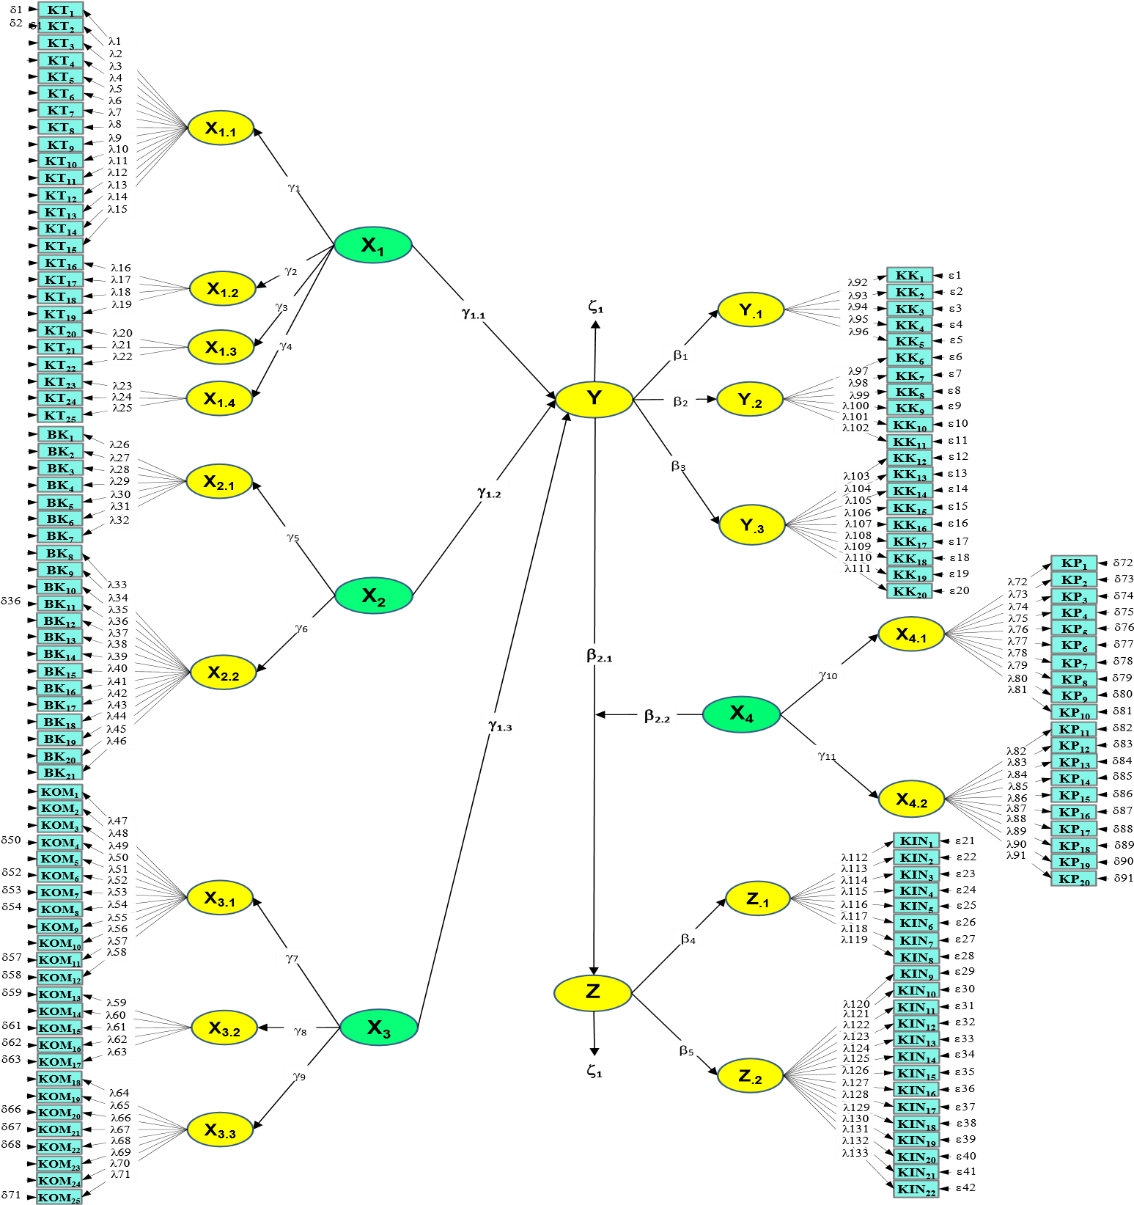 δ1 KT₁
δ2 δ1 KT₂
KT₃
KT₄
KT₅
KT₆
KT₇
KT₈
KT₉
KT₁₀
KT₁₁
KT₁₂
KT₁₃
KT₁₄
KT₁₅
KT₁₆
KT₁₇
KT₁₈
KT₁₉
KT₂₀
KT₂₁
KT₂₂
KT₂₃
KT₂₄
KT₂₅
λ1
λ2
λ3
λ4
λ5
λ6
λ7
λ8
λ9
λ10
λ11
λ12
λ13
λ14
λ15
λ16
λ17
λ18
λ19
λ20
λ21
λ22
λ23
λ24
λ25
X₁.₁
X₁.₂
X₁.₃
X₁.₄
γ₁
γ₂
γ₃
γ₄
X₁
γ₁.₁
BK₁
BK₂
BK₃
BK₄
BK₅
BK₆
BK₇
BK₈
BK₉
BK₁₀
δ36 BK₁₁
BK₁₂
BK₁₃
BK₁₄
BK₁₅
BK₁₆
BK₁₇
BK₁₈
BK₁₉
BK₂₀
BK₂₁
λ26
λ27
λ28
λ29
λ30
λ31
λ32
λ33
λ34
λ35
λ36
λ37
λ38
λ39
λ40
λ41
λ42
λ43
λ44
λ45
λ46
X₂.₁
X₂.₂
γ₅
γ₆
X₂
γ₁.₂
KOM₁
KOM₂
KOM₃
δ50 KOM₄
KOM₅
δ52 KOM₆
δ53 KOM₇
δ54 KOM₈
KOM₉
KOM₁₀
δ57 KOM₁₁
δ58 KOM₁₂
δ59 KOM₁₃
KOM₁₄
δ61 KOM₁₅
δ62 KOM₁₆
δ63 KOM₁₇
KOM₁₈
KOM₁₉
δ66 KOM₂₀
δ67 KOM₂₁
δ68 KOM₂₂
KOM₂₃
KOM₂₄
δ71 KOM₂₅
λ47
λ48
λ49
λ50
λ51
λ52
λ53
λ54
λ55
λ56
λ57
λ58
λ59
λ60
λ61
λ62
λ63
λ64
λ65
λ66
λ67
λ68
λ69
λ70
λ71
X₃.₁
X₃.₂
X₃.₃
γ₇
γ₈
γ₉
X₃
γ₁.₃
ζ₁
Y
β₁
β₂
β₃
Y.₁
Y.₂
Y.₃
λ92
λ93
λ94
λ95
λ96
λ97
λ98
λ99
λ100
λ101
λ102
λ103
λ104
λ105
λ106
λ107
λ108
λ109
λ110
λ111
KK₁ ε1
KK₂ ε2
KK₃ ε3
KK₄ ε4
KK₅ ε5
KK₆ ε6
KK₇ ε7
KK₈ ε8
KK₉ ε9
KK₁₀ ε10
KK₁₁ ε11
KK₁₂ ε12
KK₁₃ ε13
KK₁₄ ε14
KK₁₅ ε15
KK₁₆ ε16
KK₁₇ ε17
KK₁₈ ε18
KK₁₉ ε19
KK₂₀ ε20
β₂.₁
β₂.₂
X₄
γ₁₀
γ₁₁
X₄.₁
X₄.₂
λ72
λ73
λ74
λ75
λ76
λ77
λ78
λ79
λ80
λ81
λ82
λ83
λ84
λ85
λ86
λ87
λ88
λ89
λ90
λ91
KP₁ δ72
KP₂ δ73
KP₃ δ74
KP₄ δ75
KP₅ δ76
KP₆ δ77
KP₇ δ78
KP₈ δ79
KP₉ δ80
KP₁₀ δ81
KP₁₁ δ82
KP₁₂ δ83
KP₁₃ δ84
KP₁₄ δ85
KP₁₅ δ86
KP₁₆ δ87
KP₁₇ δ88
KP₁₈ δ89
KP₁₉ δ90
KP₂₀ δ91
Z
ζ₁
β₄
β₅
Z.₁
Z.₂
λ112
λ113
λ114
λ115
λ116
λ117
λ118
λ119
λ120
λ121
λ122
λ123
λ124
λ125
λ126
λ127
λ128
λ129
λ130
λ131
λ132
λ133
KIN₁ ε21
KIN₂ ε22
KIN₃ ε23
KIN₄ ε24
KIN₅ ε25
KIN₆ ε26
KIN₇ ε27
KIN₈ ε28
KIN₉ ε29
KIN₁₀ ε30
KIN₁₁ ε31
KIN₁₂ ε32
KIN₁₃ ε33
KIN₁₄ ε34
KIN₁₅ ε35
KIN₁₆ ε36
KIN₁₇ ε37
KIN₁₈ ε38
KIN₁₉ ε39
KIN₂₀ ε40
KIN₂₁ ε41
KIN₂₂ ε42